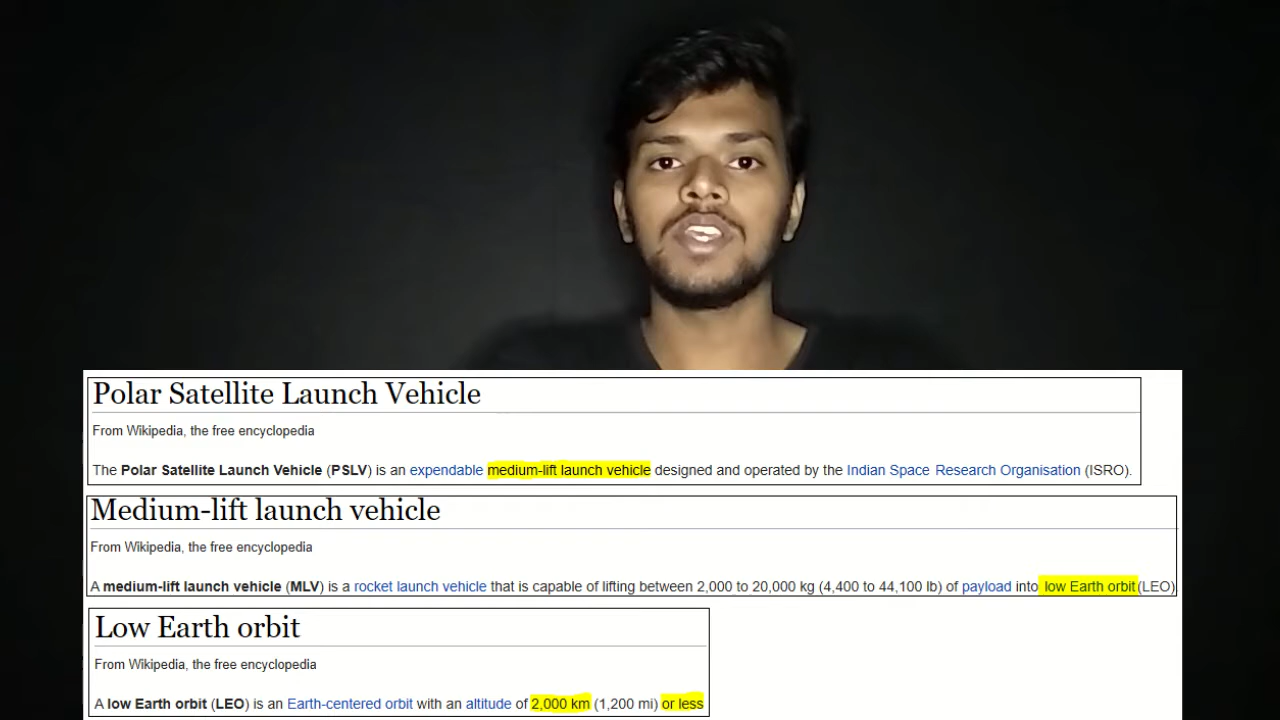 Polar Satellite Launch Vehicle
From Wikipedia, the free encyclopedia
The Polar Satellite Launch Vehicle (PSLV) is an expendable medium-lift launch vehicle designed and operated by the Indian Space Research Organisation (ISRO).
Medium-lift launch vehicle
From Wikipedia, the free encyclopedia
A medium-lift launch vehicle (MLV) is a rocket launch vehicle that is capable of lifting between 2,000 to 20,000 kg (4,400 to 44,100 lb) of payload into low Earth orbit (LEO)
Low Earth orbit
From Wikipedia, the free encyclopedia
A low Earth orbit (LEO) is an Earth-centered orbit with an altitude of 2,000 km (1,200 mi) or less